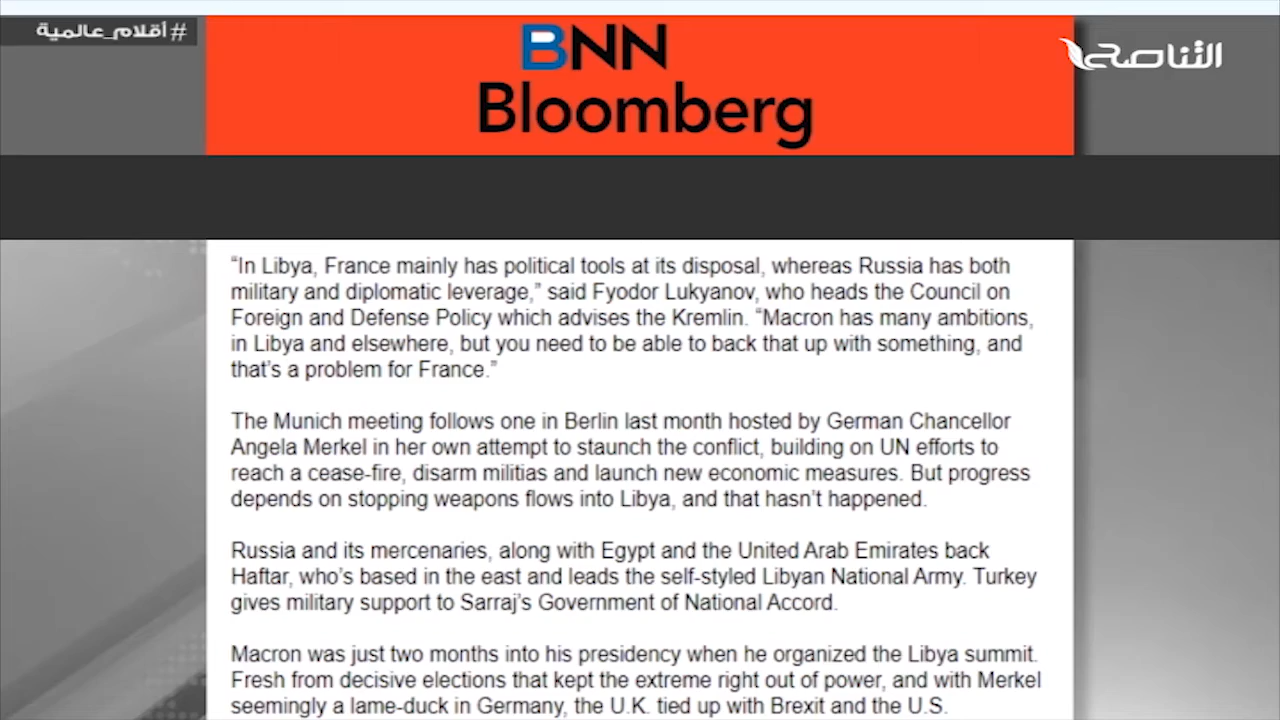 #أقلام_عالمية
التناصح
BNN
Bloomberg
“In Libya, France mainly has political tools at its disposal, whereas Russia has both
military and diplomatic leverage,” said Fyodor Lukyanov, who heads the Council on
Foreign and Defense Policy which advises the Kremlin. “Macron has many ambitions,
in Libya and elsewhere, but you need to be able to back that up with something, and
that’s a problem for France.”
The Munich meeting follows one in Berlin last month hosted by German Chancellor
Angela Merkel in her own attempt to staunch the conflict, building on UN efforts to
reach a cease-fire, disarm militias and launch new economic measures. But progress
depends on stopping weapons flows into Libya, and that hasn’t happened.
Russia and its mercenaries, along with Egypt and the United Arab Emirates back
Haftar, who’s based in the east and leads the self-styled Libyan National Army. Turkey
gives military support to Sarraj’s Government of National Accord.
Macron was just two months into his presidency when he organized the Libya summit.
Fresh from decisive elections that kept the extreme right out of power, and with Merkel
seemingly a lame-duck in Germany, the U.K. tied up with Brexit and the U.S.